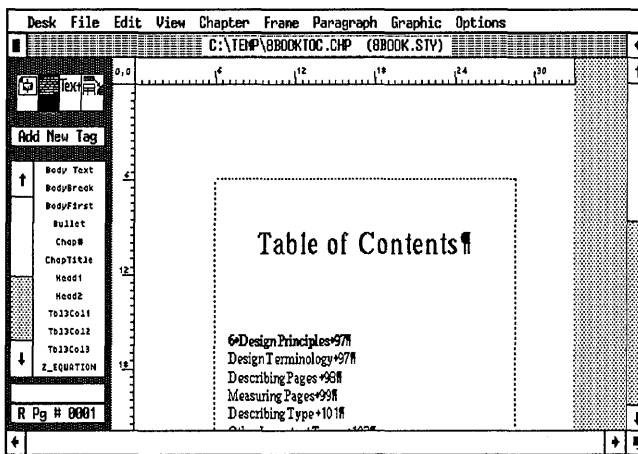 Desk File Edit View Chapter Frame Paragraph Graphic Options
C:\TEMP\8BOOKTOC.CHP (8BOOK.STY)
0,0
6 12 18 24 30
Text
Add New Tag
Body Text
BodyBreak
BodyFirst
Bullet
Chap#
ChapTitle
Head1
Head2
Tbl3Col1
Tbl3Col2
Tbl3Col3
Z_EQUATION
R Pg # 0001
6
12
18
Table of Contents¶
6→Design Principles→97¶
Design Terminology→97¶
Describing Pages→98¶
Measuring Pages→99¶
Describing Type→101¶